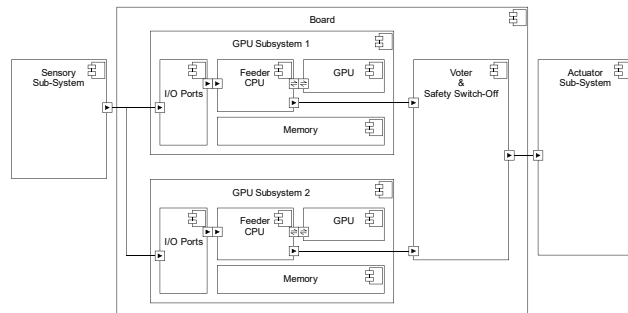 Board
GPU Subsystem 1
Sensory
Sub-System
I/O Ports
Feeder
CPU
GPU
Memory
Voter
&
Safety Switch-Off
Actuator
Sub-System
GPU Subsystem 2
I/O Ports
Feeder
CPU
GPU
Memory